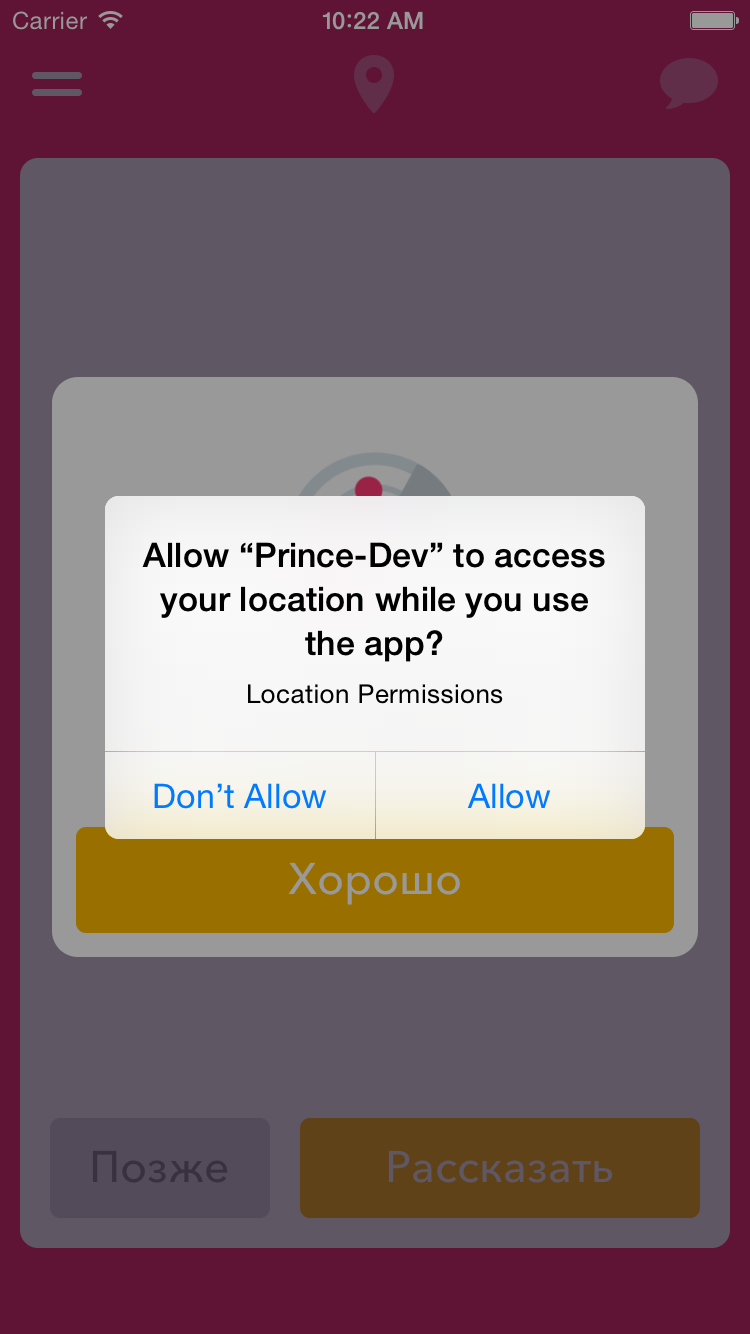 Carrier 10:22 AM
Allow “Prince-Dev” to access
your location while you use
the app?
Location Permissions
Don’t Allow Allow
Хорошо
Позже Рассказать